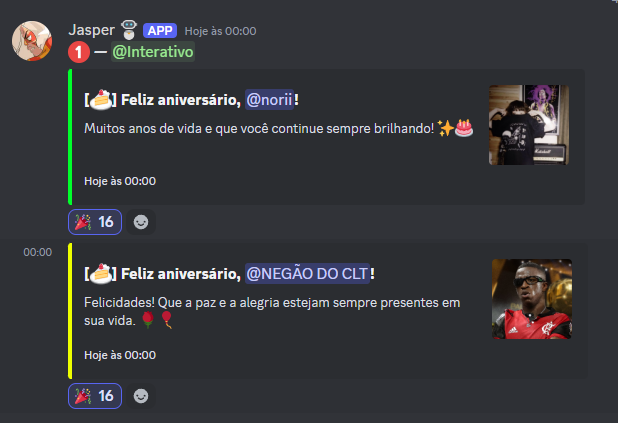 Jasper APP Hoje às 00:00
1 — @Interativo
[🍰] Feliz aniversário, @norii!
Muitos anos de vida e que você continue sempre brilhando! ✨🎂
Hoje às 00:00
🎉 16
00:00
[🍰] Feliz aniversário, @NEGÃO DO CLT!
Felicidades! Que a paz e a alegria estejam sempre presentes em
sua vida. 🌹🎈
Hoje às 00:00
🎉 16